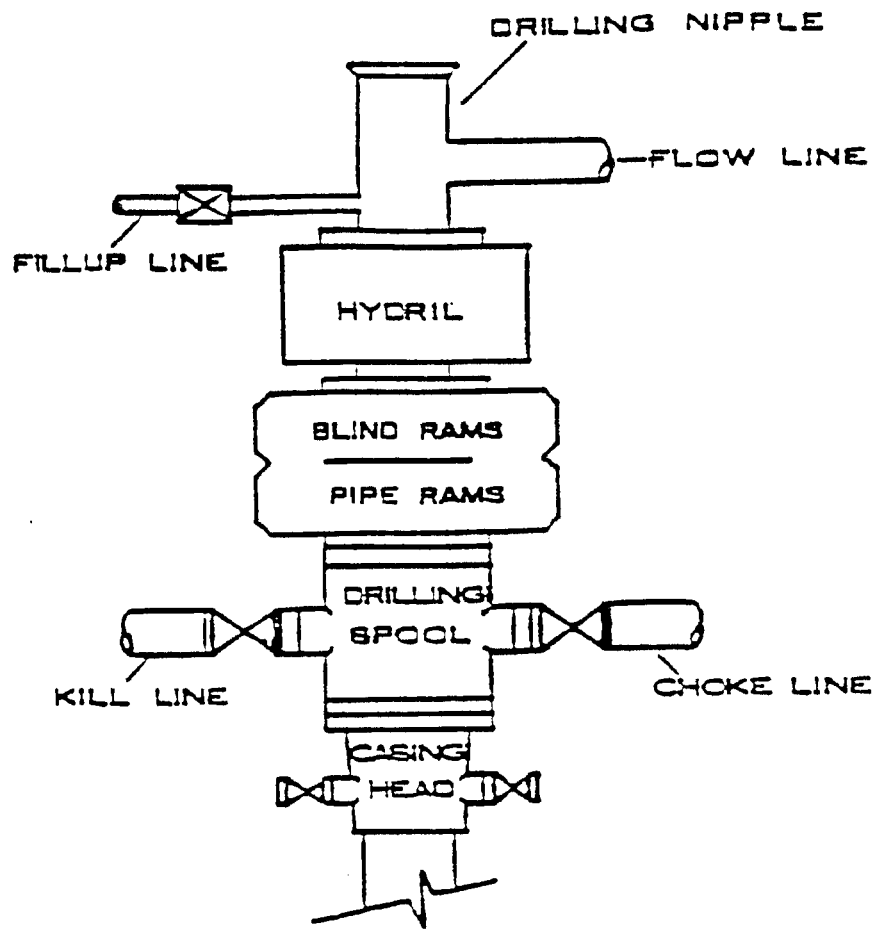 DRILLING NIPPLE
FLOW LINE
FILLUP LINE
HYDRIL
BLIND RAMS
PIPE RAMS
DRILLING
SPOOL
KILL LINE
CHOKE LINE
CASING
HEAD